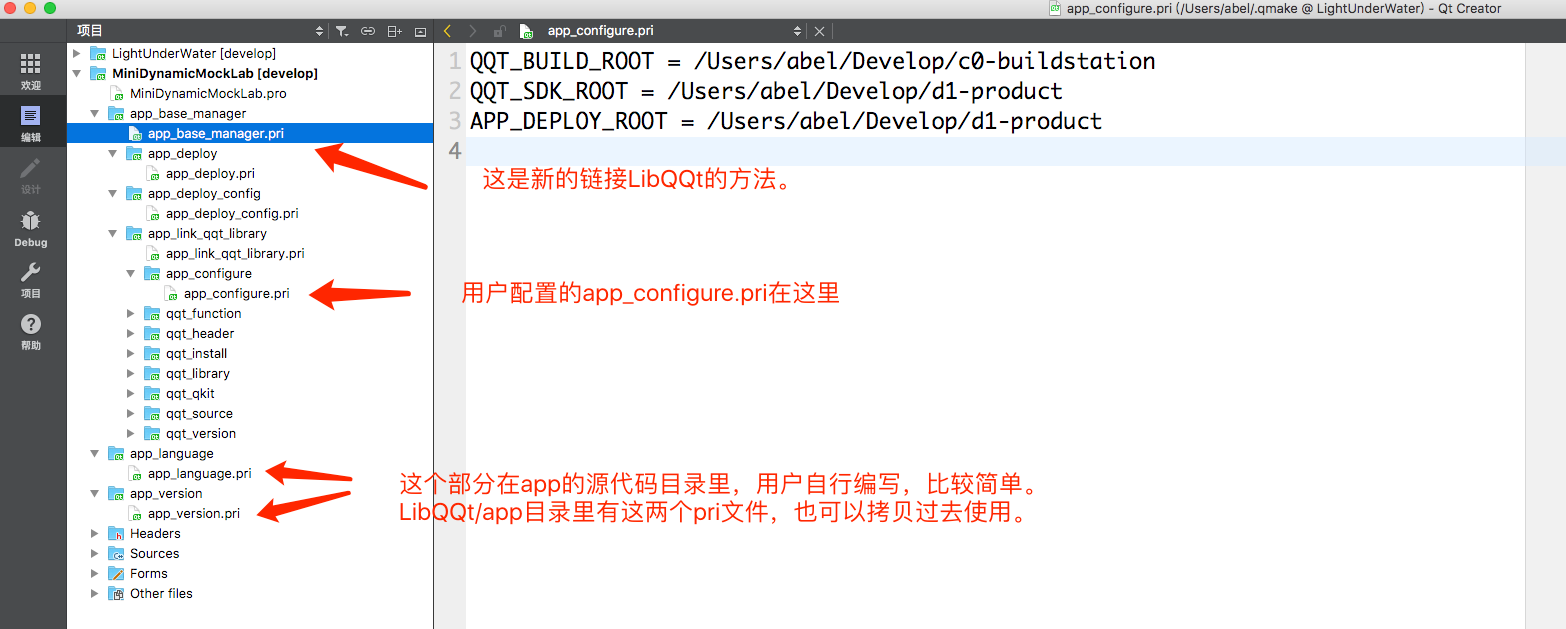 app_configure.pri (/Users/abel/.qmake @ LightUnderWater) - Qt Creator
项目
app_configure.pri
欢迎
编辑
设计
Debug
项目
帮助
LightUnderWater [develop]
MiniDynamicMockLab [develop]
MiniDynamicMockLab.pro
app_base_manager
app_base_manager.pri
app_deploy
app_deploy.pri
app_deploy_config
app_deploy_config.pri
app_link_qqt_library
app_link_qqt_library.pri
app_configure
app_configure.pri
qqt_function
qqt_header
qqt_install
qqt_library
qqt_qkit
qqt_source
qqt_version
app_language
app_language.pri
app_version
app_version.pri
Headers
Sources
Forms
Other files
1 QQT_BUILD_ROOT = /Users/abel/Develop/c0-buildstation
2 QQT_SDK_ROOT = /Users/abel/Develop/d1-product
3 APP_DEPLOY_ROOT = /Users/abel/Develop/d1-product
4
这是新的链接LibQQt的方法。
用户配置的app_configure.pri在这里
这个部分在app的源代码目录里，用户自行编写，比较简单。
LibQQt/app目录里有这两个pri文件，也可以拷贝过去使用。